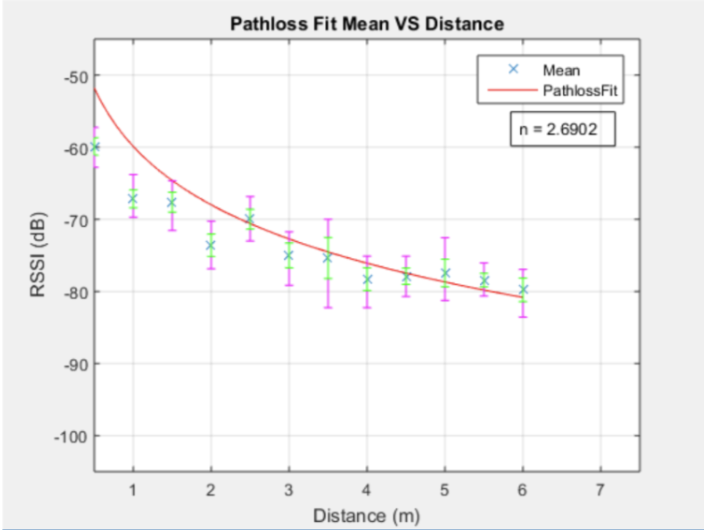 Pathloss Fit Mean VS Distance
Mean
PathlossFit
n = 2.6902
-50
-60
-70
-80
-90
-100
RSSI (dB)
1 2 3 4 5 6 7
Distance (m)